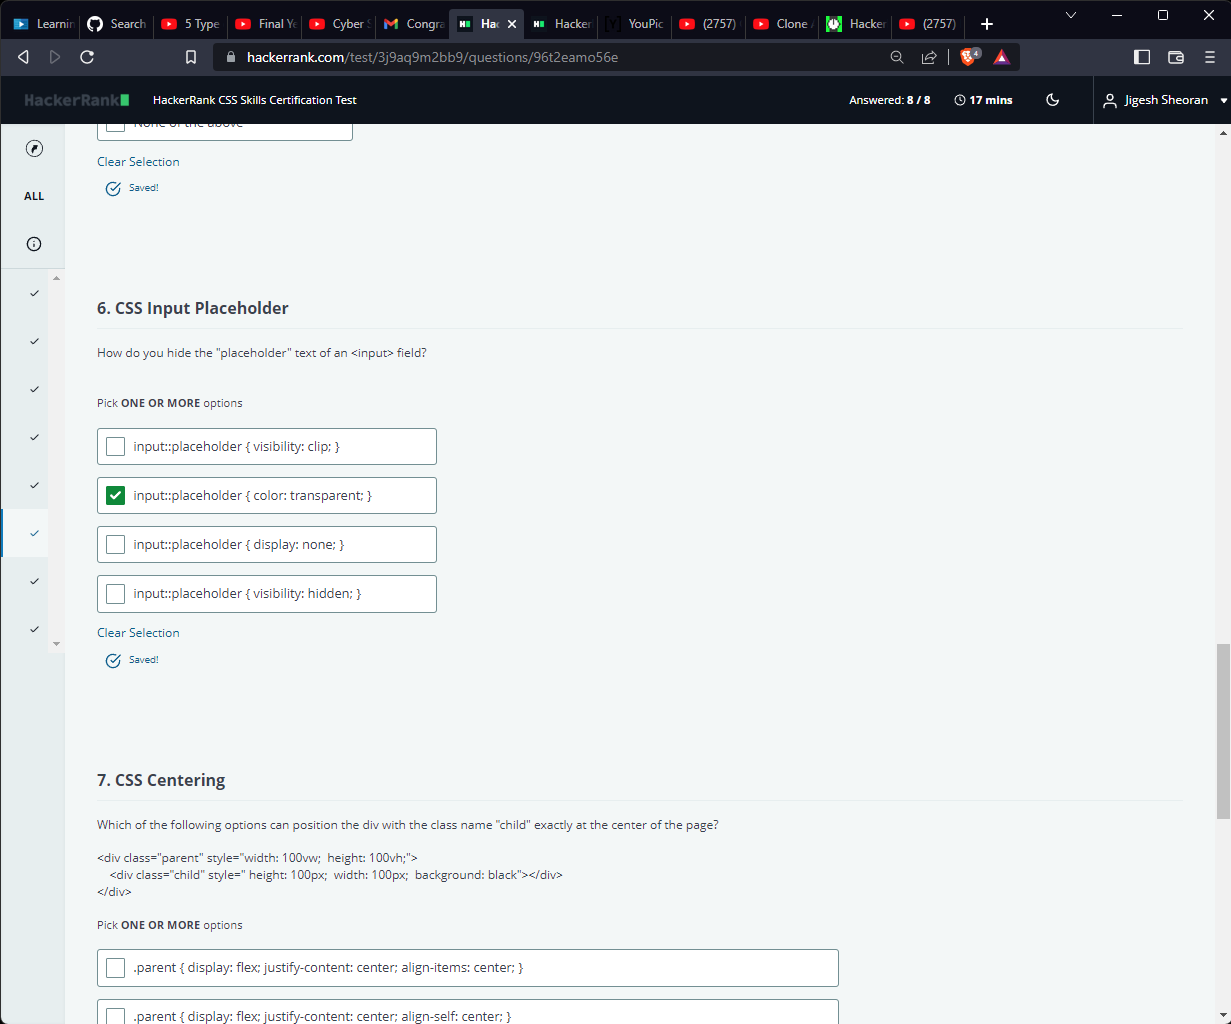 Learnin
Search
5 Type
Final Ye
Cyber S
Congra
Hac
Hacker
YouPic
(2757)
Clone A
Hacker
(2757)
hackerrank.com/test/3j9aq9m2bb9/questions/96t2eamo56e
4
HackerRank
HackerRank CSS Skills Certification Test
Answered: 8 / 8
17 mins
Jigesh Sheoran
None of the above
Clear Selection
Saved!
ALL
6. CSS Input Placeholder
How do you hide the "placeholder" text of an <input> field?
Pick ONE OR MORE options
input::placeholder { visibility: clip; }
input::placeholder { color: transparent; }
input::placeholder { display: none; }
input::placeholder { visibility: hidden; }
Clear Selection
Saved!
7. CSS Centering
Which of the following options can position the div with the class name "child" exactly at the center of the page?
<div class="parent" style="width: 100vw;  height: 100vh;">
<div class="child" style=" height: 100px;  width: 100px;  background: black"></div>
</div>
Pick ONE OR MORE options
.parent { display: flex; justify-content: center; align-items: center; }
.parent { display: flex; justify-content: center; align-self: center; }